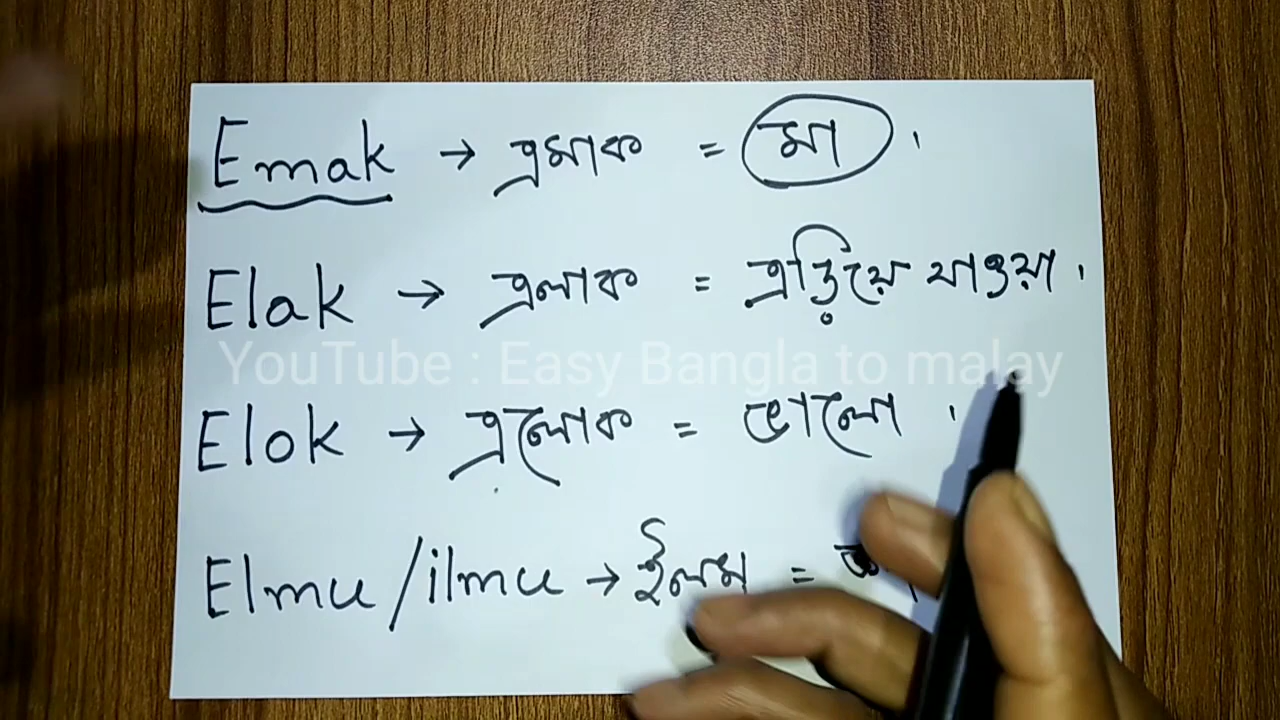 Emak → এমাক = মা।
Elak → এলাক = এড়িয়ে যাওয়া।
YouTube : Easy Bangla to malay
Elok → এলোক = ভালো।
Elmu/ilmu → ইলম =